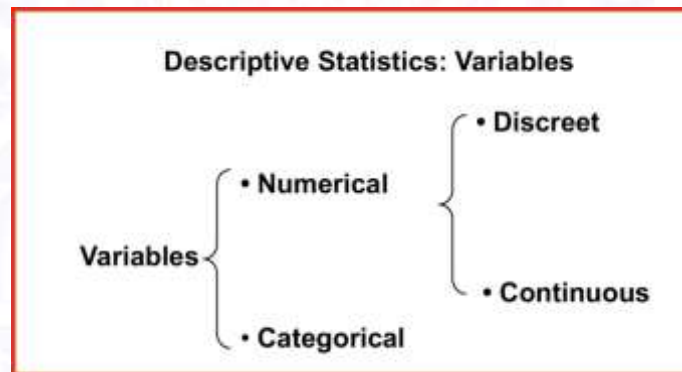 Descriptive Statistics: Variables
• Discreet
• Numerical
Variables
• Continuous
• Categorical